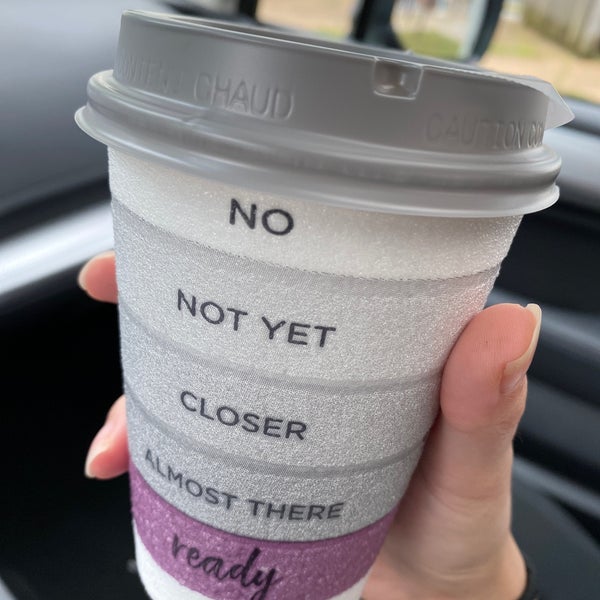 CHAUD
CAUTION
NO
NOT YET
CLOSER
ALMOST THERE
ready